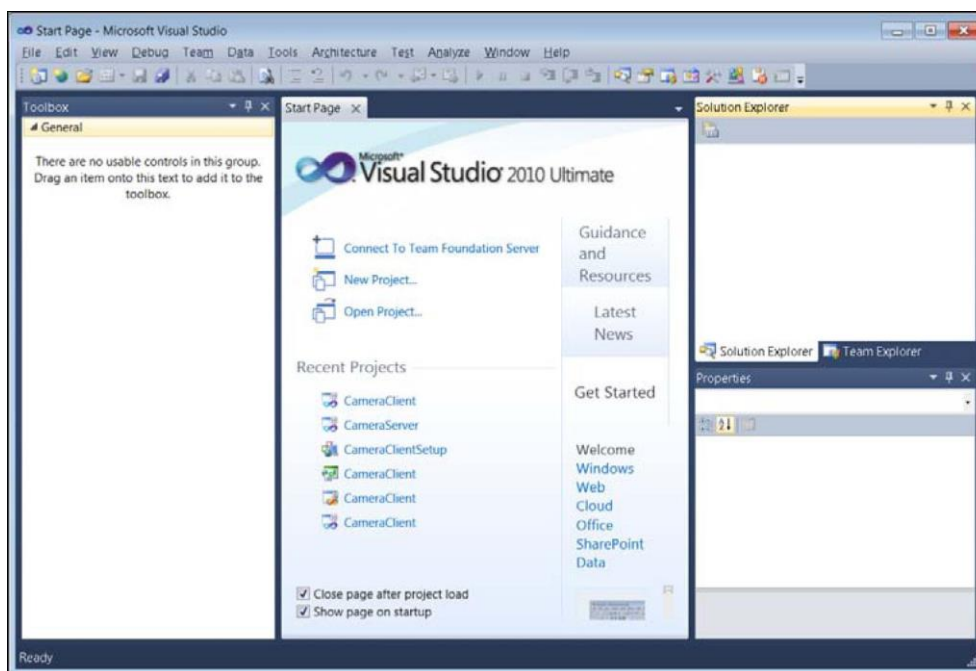 Start Page - Microsoft Visual Studio
File Edit View Debug Team Data Tools Architecture Test Analyze Window Help
Toolbox
General
There are no usable controls in this group.
Drag an item onto this text to add it to the
toolbox.
Start Page
Microsoft®
Visual Studio 2010 Ultimate
Connect To Team Foundation Server
New Project...
Open Project...
Recent Projects
CameraClient
CameraServer
CameraClientSetup
CameraClient
CameraClient
CameraClient
Close page after project load
Show page on startup
Guidance
and
Resources
Latest
News
Get Started
Welcome
Windows
Web
Cloud
Office
SharePoint
Data
Solution Explorer
Solution Explorer Team Explorer
Properties
Ready